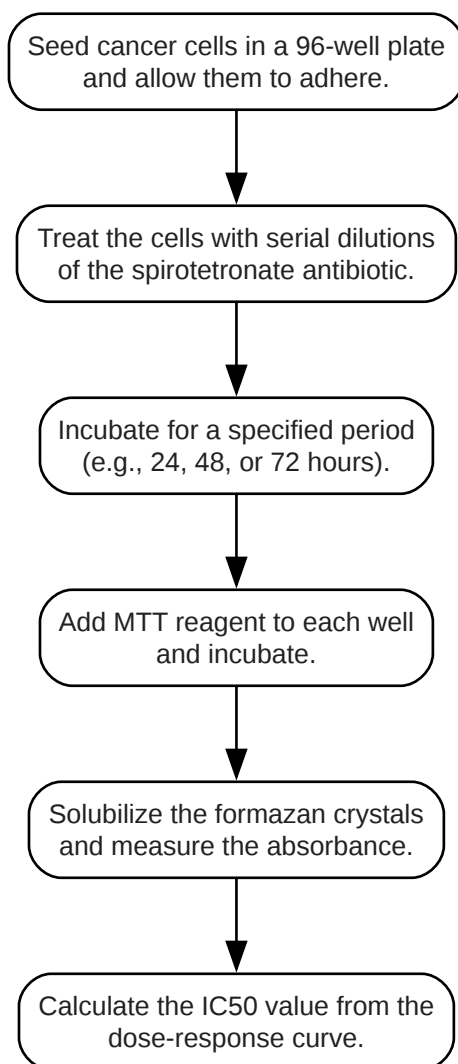 Seed cancer cells in a 96-well plate
and allow them to adhere.
Treat the cells with serial dilutions
of the spirotetronate antibiotic.
Incubate for a specified period
(e.g., 24, 48, or 72 hours).
Add MTT reagent to each well
and incubate.
Solubilize the formazan crystals
and measure the absorbance.
Calculate the IC50 value from the
dose-response curve.